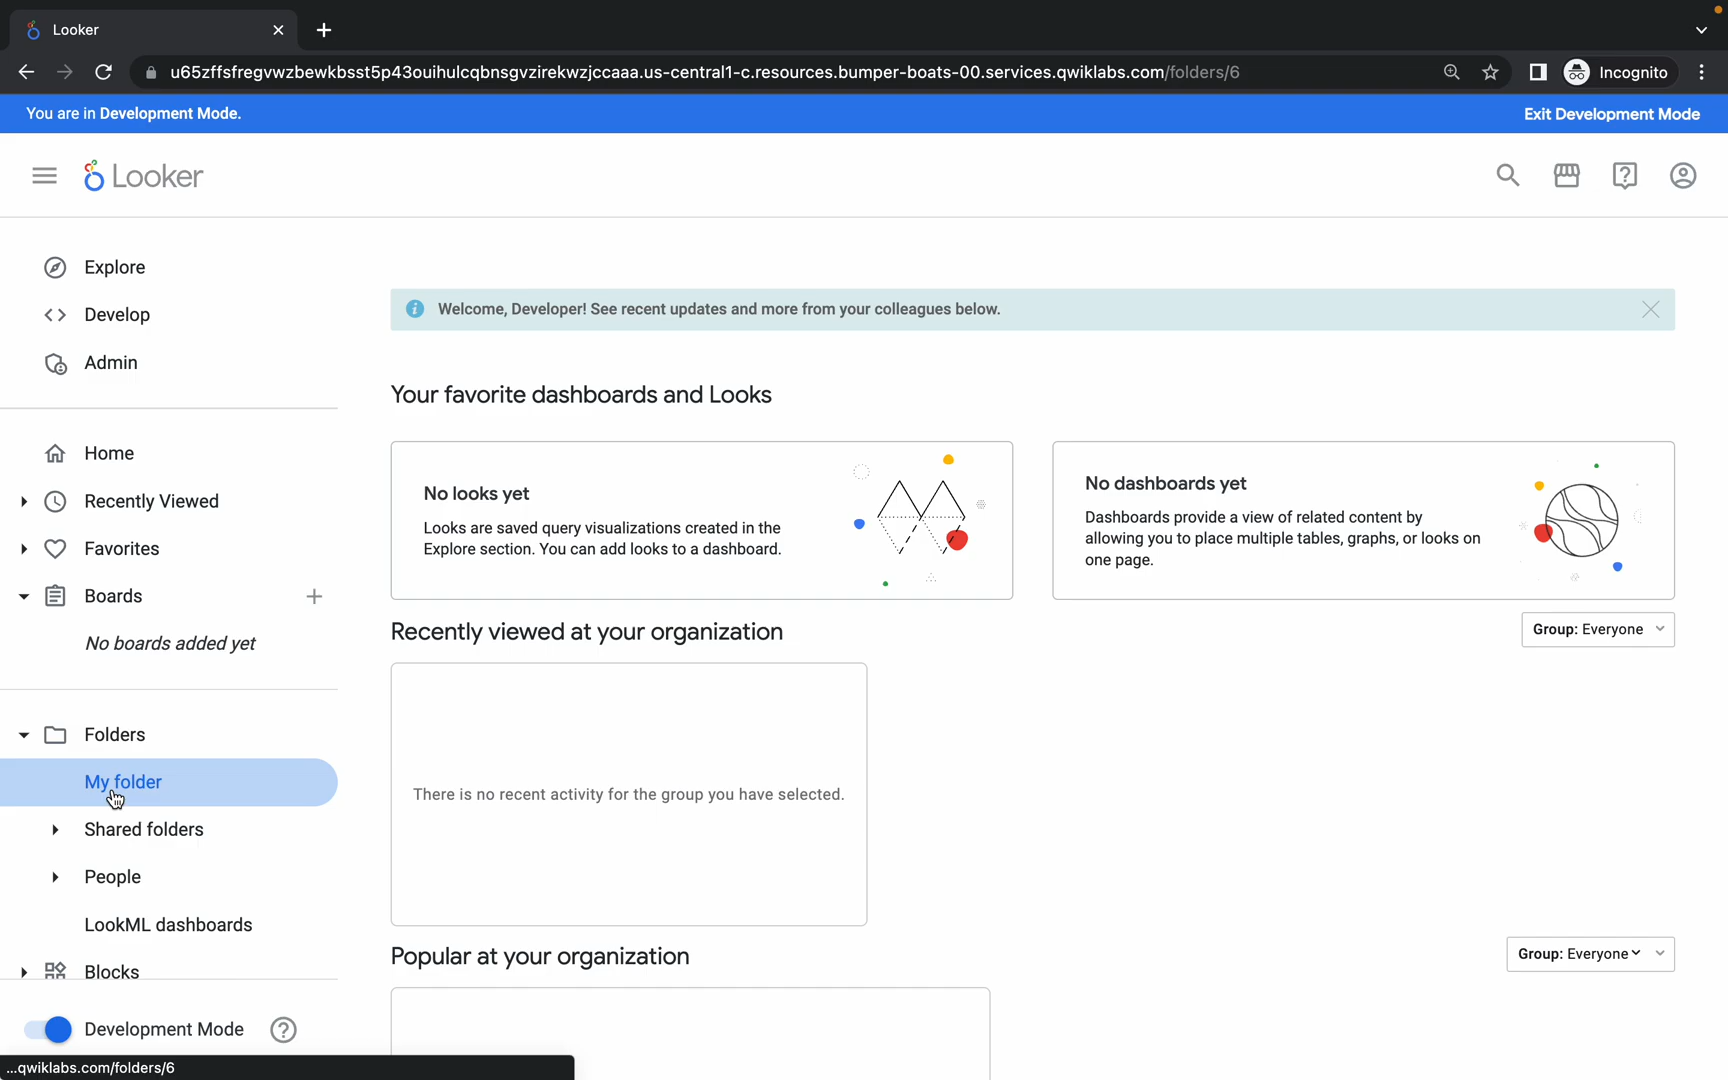 Looker
u65zffsfregvwzbewkbsst5p43ouihulcqbnsgvzirekwzjccaaa.us-central1-c.resources.bumper-boats-00.services.qwiklabs.com/folders/6
Incognito
You are in Development Mode.
Exit Development Mode
Looker
Explore
Develop
Admin
Home
Recently Viewed
Favorites
Boards
No boards added yet
Folders
My folder
Shared folders
People
LookML dashboards
Blocks
Development Mode
...qwiklabs.com/folders/6
Welcome, Developer! See recent updates and more from your colleagues below.
Your favorite dashboards and Looks
No looks yet
Looks are saved query visualizations created in the
Explore section. You can add looks to a dashboard.
No dashboards yet
Dashboards provide a view of related content by
allowing you to place multiple tables, graphs, or looks on
one page.
Recently viewed at your organization
Group: Everyone
There is no recent activity for the group you have selected.
Popular at your organization
Group: Everyone